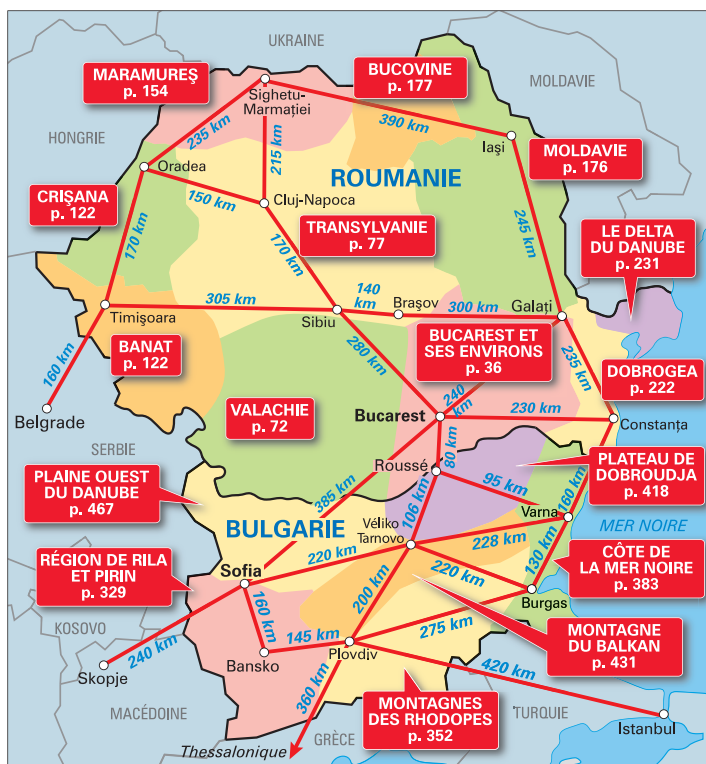 UKRAINE
MARAMUREŞ
p. 154
BUCOVINE
p. 177
MOLDAVIE
Sighetu-
Marmației
235 km
390 km
HONGRIE
215 km
Iaşi
MOLDAVIE
p. 176
Oradea
ROUMANIE
CRIŞANA
p. 122
150 km
Cluj-Napoca
TRANSYLVANIE
p. 77
245 km
LE DELTA
DU DANUBE
p. 231
170 km
170 km
140
km
305 km
Braşov
300 km
Galați
Timişoara
Sibiu
BUCAREST ET
SES ENVIRONS
p. 36
BANAT
p. 122
280 km
235 km
DOBROGEA
p. 222
160 km
240
km
VALACHIE
p. 72
Bucarest
230 km
Constanța
Belgrade
SERBIE
80 km
Roussé
PLATEAU DE
DOBROUDJA
p. 418
PLAINE OUEST
DU DANUBE
p. 467
385 km
95 km
160 km
106 km
Varna
BULGARIE
Véliko
Tarnovo
MER NOIRE
228 km
RÉGION DE RILA
ET PIRIN
p. 329
220 km
130 km
CÔTE DE
LA MER NOIRE
p. 383
Sofia
220 km
200 km
Burgas
KOSOVO
160 km
275 km
240 km
145 km
MONTAGNE
DU BALKAN
p. 431
Bansko
Plovdiv
Skopje
420 km
360 km
MONTAGNES
DES RHODOPES
p. 352
MACÉDOINE
TURQUIE
Istanbul
GRÈCE
Thessalonique